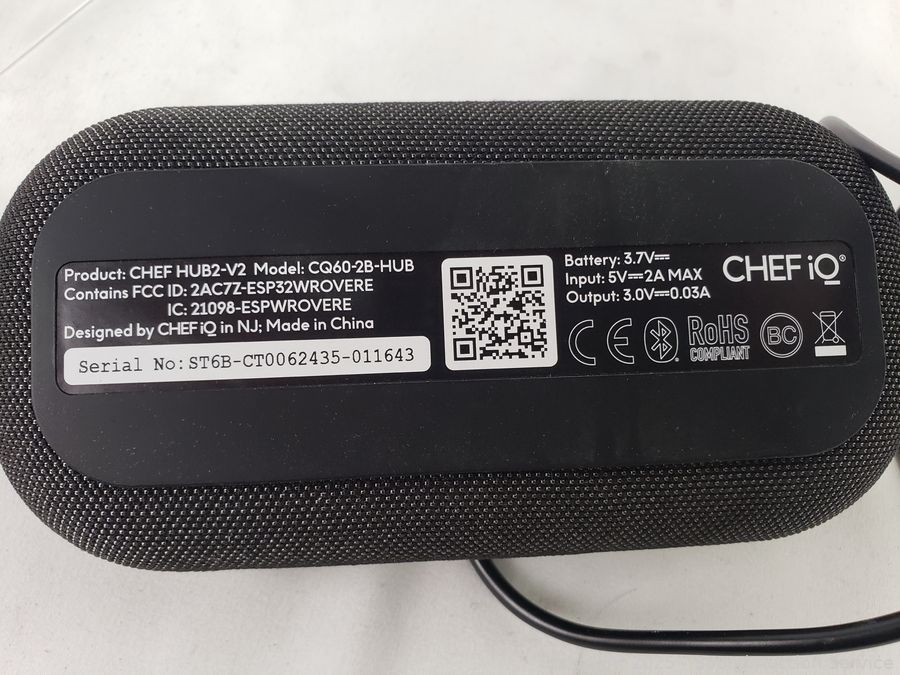 Product: CHEF HUB2-V2 Model: CQ60-2B-HUB
Contains FCC ID: 2AC7Z-ESP32WROVERE
IC: 21098-ESPWROVERE
Designed by CHEF iQ in NJ; Made in China
Serial No: ST6B-CT0062435-011643
Battery: 3.7V⎓
Input: 5V⎓2A MAX
Output: 3.0V⎓0.03A
CHEF iQ®
CE
RoHS
COMPLIANT
BC
Service